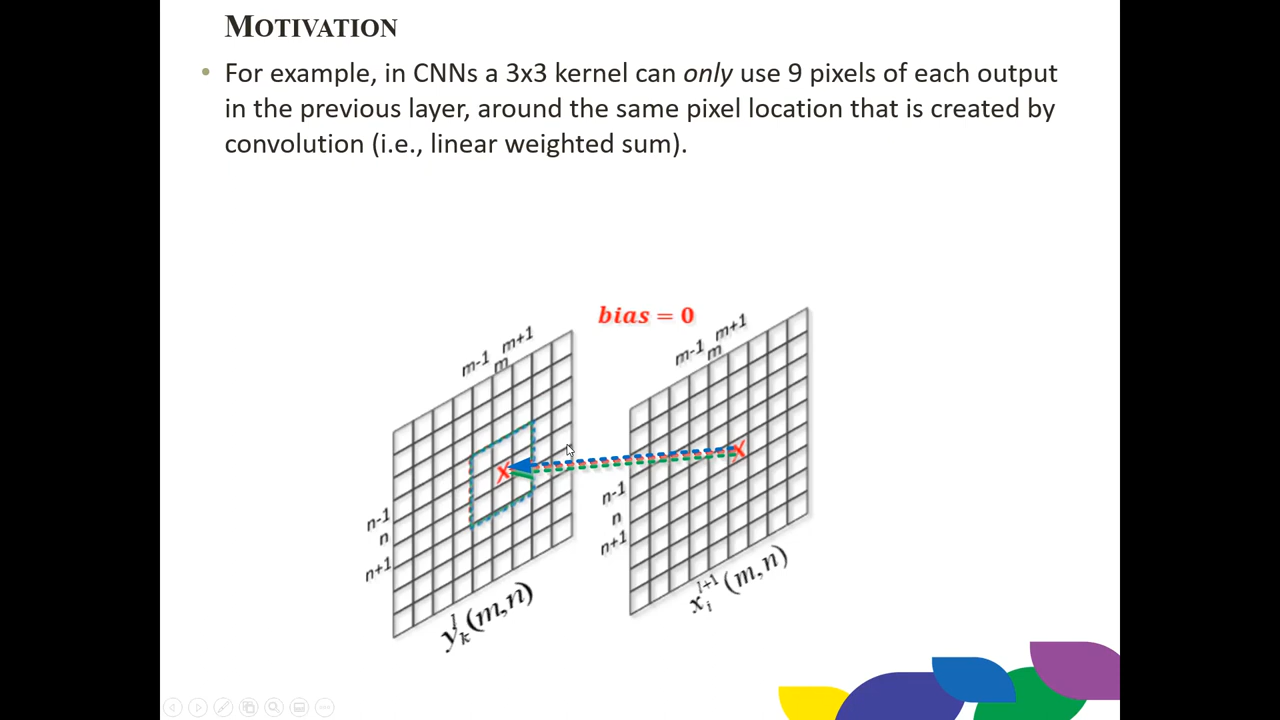 MOTIVATION
• For example, in CNNs a 3x3 kernel can only use 9 pixels of each output
in the previous layer, around the same pixel location that is created by
convolution (i.e., linear weighted sum).
bias = 0
m-1 m m+1
m-1 m m+1
X
X
n-1
n
n+1
n-1
n
n+1
y_k^l(m,n)
x_i^{l+1}(m,n)